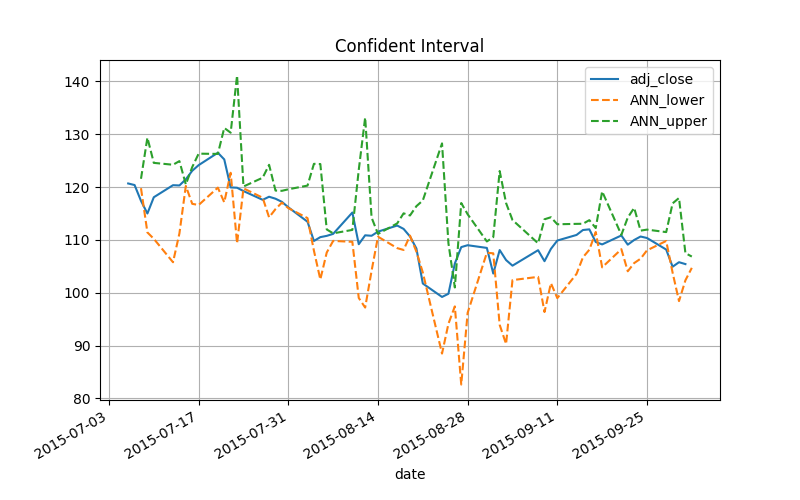 Confident Interval
adj_close
ANN_lower
ANN_upper
140
130
120
110
100
90
80
2015-07-03
2015-07-17
2015-07-31
2015-08-14
2015-08-28
2015-09-11
2015-09-25
date